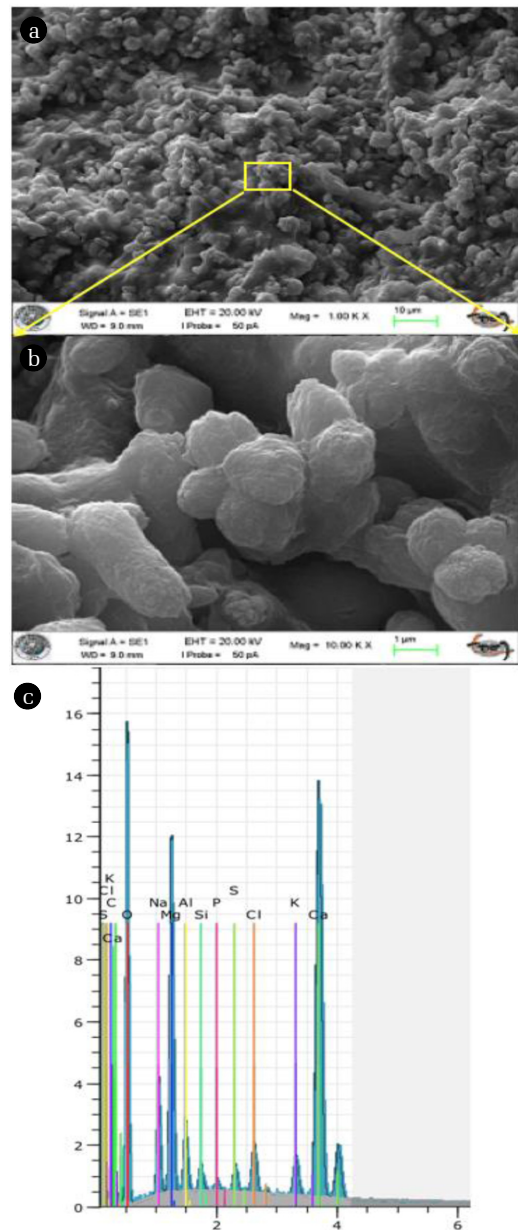 a
Signal A = SE1 EHT = 20.00 kV Mag = 1.00 K X 10 µm
WD = 9.0 mm I Probe = 50 pA
b
Signal A = SE1 EHT = 20.00 kV Mag = 10.00 K X 1 µm
WD = 9.0 mm I Probe = 50 pA
c
16
14
12
10
8
6
4
2
0
K
Cl S
C Na Al P
S O Mg Si Cl K Ca
Ca
2 4 6